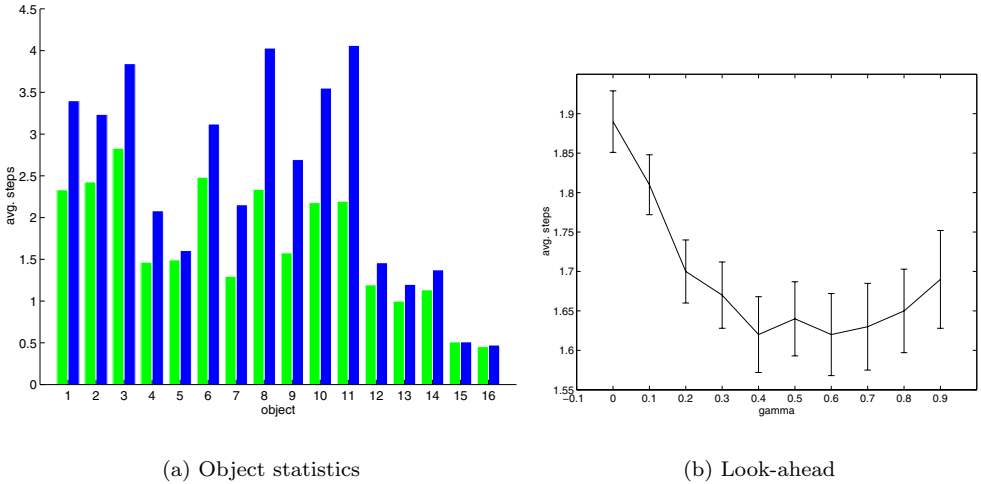 4.5
4
3.5
3
2.5
2
1.5
1
0.5
0
avg. steps
1 2 3 4 5 6 7 8 9 10 11 12 13 14 15 16
object
(a) Object statistics
1.9
1.85
1.8
1.75
1.7
1.65
1.6
1.55
avg. steps
−0.1 0 0.1 0.2 0.3 0.4 0.5 0.6 0.7 0.8 0.9
gamma
(b) Look-ahead